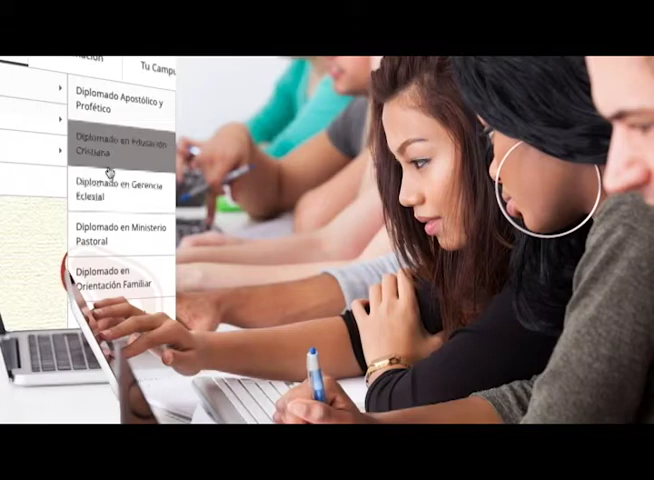 Tu Campu
Diplomado Apostólico y
Profético
Diplomado en Educación
Cristiana
Diplomado en Gerencia
Eclesial
Diplomado en Ministerio
Pastoral
Diplomado en
Orientación Familiar